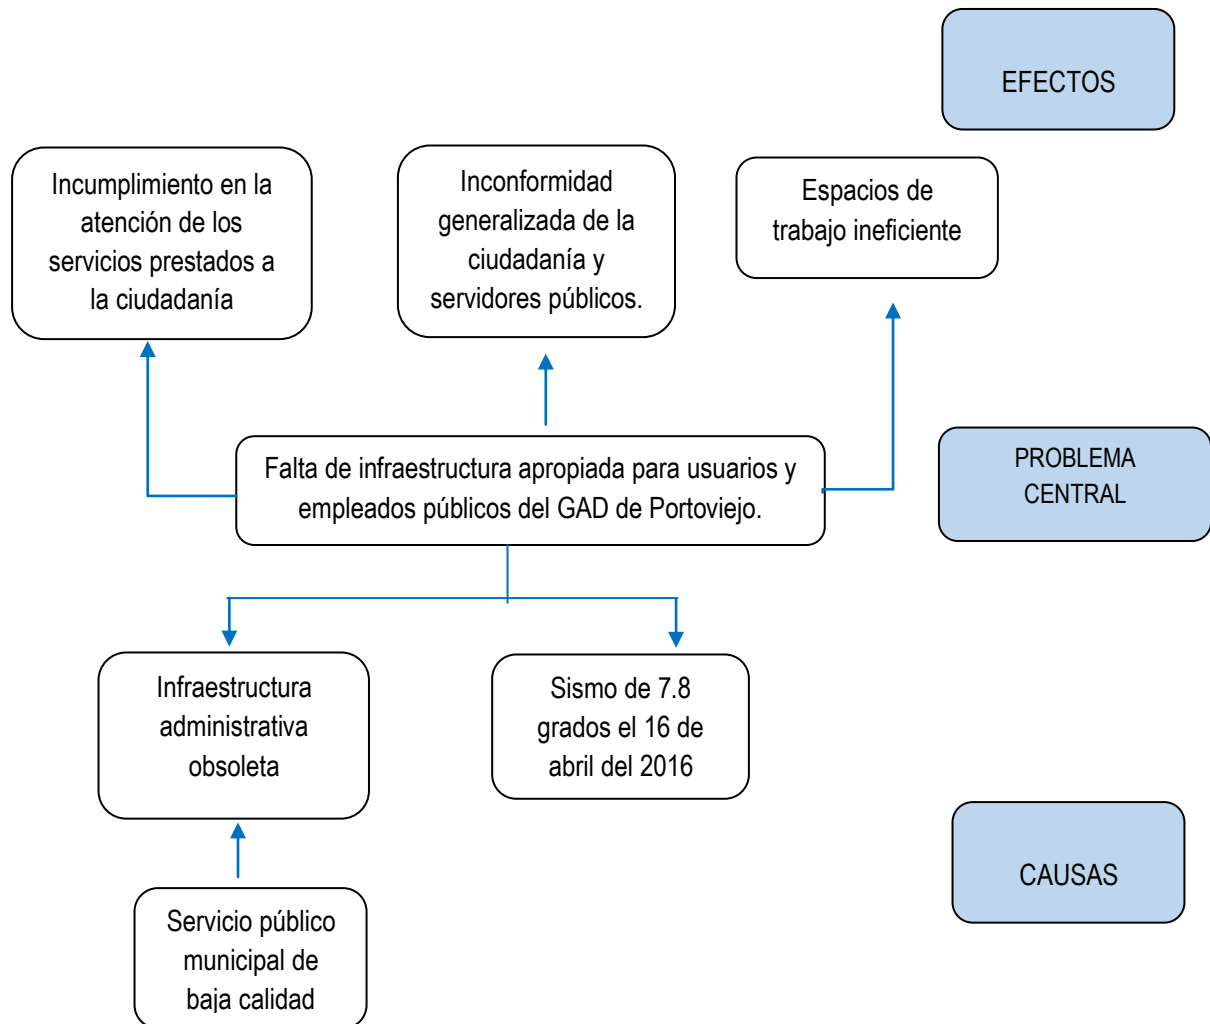 EFECTOS
Incumplimiento en la
atención de los
servicios prestados a
la ciudadanía
Inconformidad
generalizada de la
ciudadanía y
servidores públicos.
Espacios de
trabajo ineficiente
Falta de infraestructura apropiada para usuarios y
empleados públicos del GAD de Portoviejo.
PROBLEMA
CENTRAL
Infraestructura
administrativa
obsoleta
Sismo de 7.8
grados el 16 de
abril del 2016
CAUSAS
Servicio público
municipal de
baja calidad